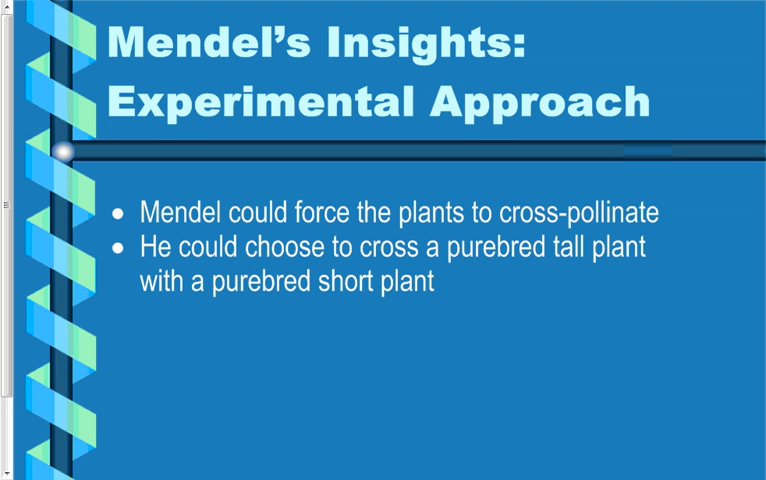 Mendel’s Insights:
Experimental Approach
• Mendel could force the plants to cross-pollinate
• He could choose to cross a purebred tall plant
with a purebred short plant